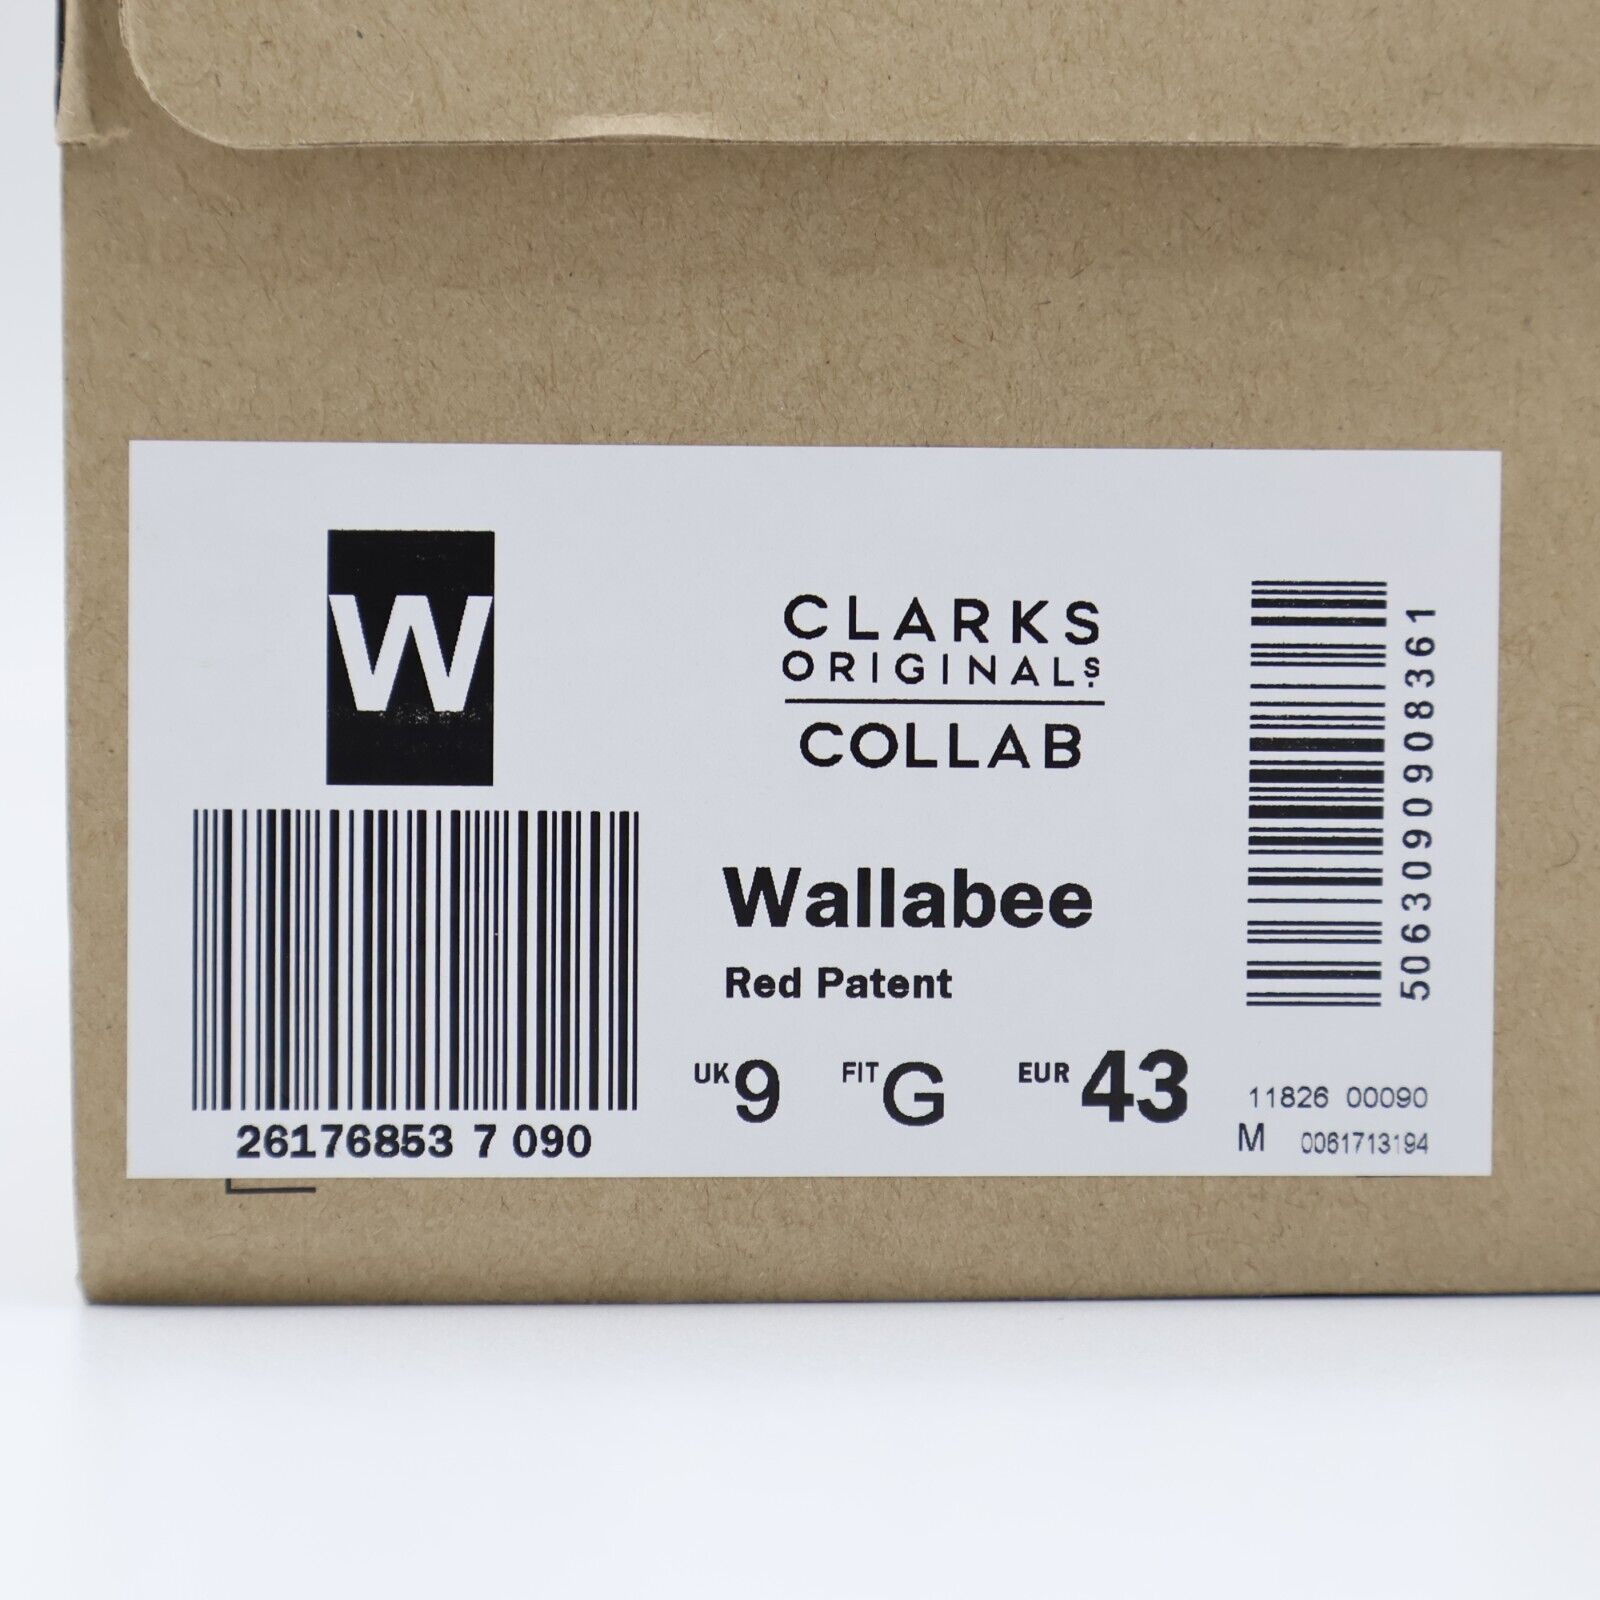 W
CLARKS
ORIGINALS
COLLAB
Wallabee
Red Patent
UK 9 FIT G EUR 43
26176853 7 090
5063090908361
11826 00090
M 0061713194